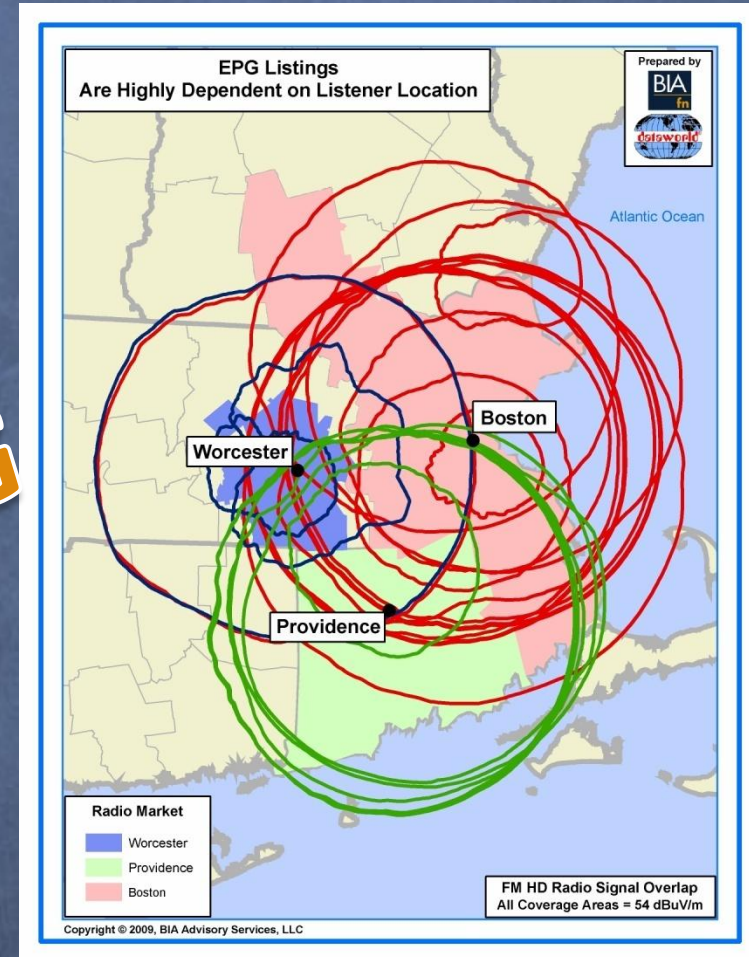 EPG Listings
Are Highly Dependent on Listener Location
Prepared by
BIA
fn
dataworld
Atlantic Ocean
Boston
Worcester
Providence
Radio Market
Worcester
Providence
Boston
FM HD Radio Signal Overlap
All Coverage Areas = 54 dBuV/m
Copyright © 2009, BIA Advisory Services, LLC